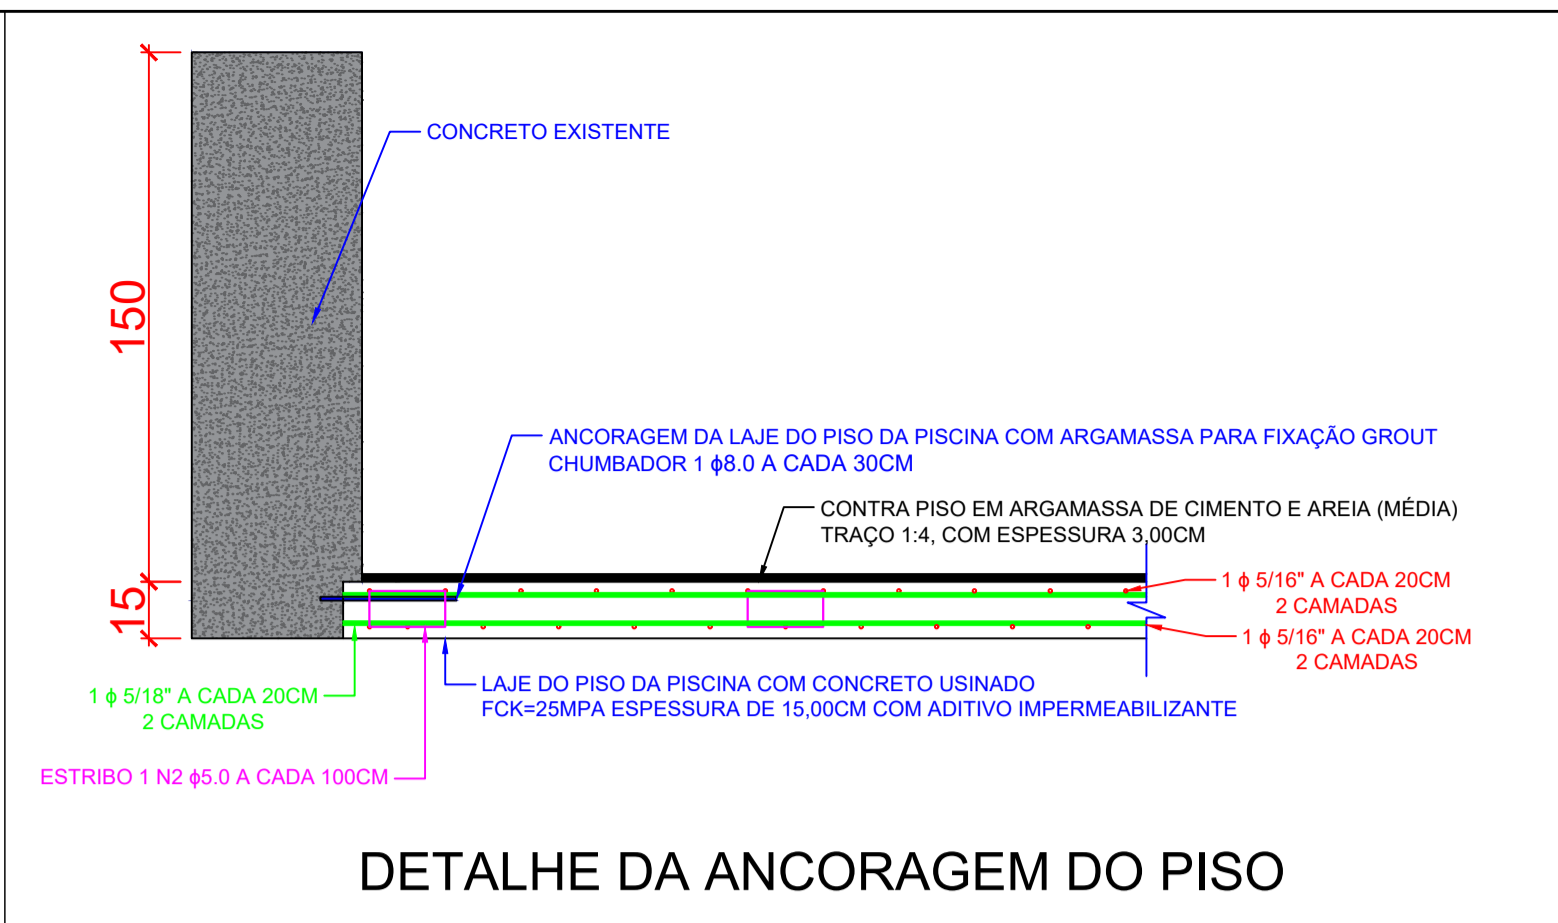 CONCRETO EXISTENTE
150
ANCORAGEM DA LAJE DO PISO DA PISCINA COM ARGAMASSA PARA FIXAÇÃO GROUT
CHUMBADOR 1 ϕ8.0 A CADA 30CM
CONTRA PISO EM ARGAMASSA DE CIMENTO E AREIA (MÉDIA)
TRAÇO 1:4, COM ESPESSURA 3,00CM
15
1 ϕ 5/16" A CADA 20CM
2 CAMADAS
1 ϕ 5/16" A CADA 20CM
2 CAMADAS
1 ϕ 5/18" A CADA 20CM
2 CAMADAS
LAJE DO PISO DA PISCINA COM CONCRETO USINADO
FCK=25MPA ESPESSURA DE 15,00CM COM ADITIVO IMPERMEABILIZANTE
ESTRIBO 1 N2 ϕ5.0 A CADA 100CM
DETALHE DA ANCORAGEM DO PISO